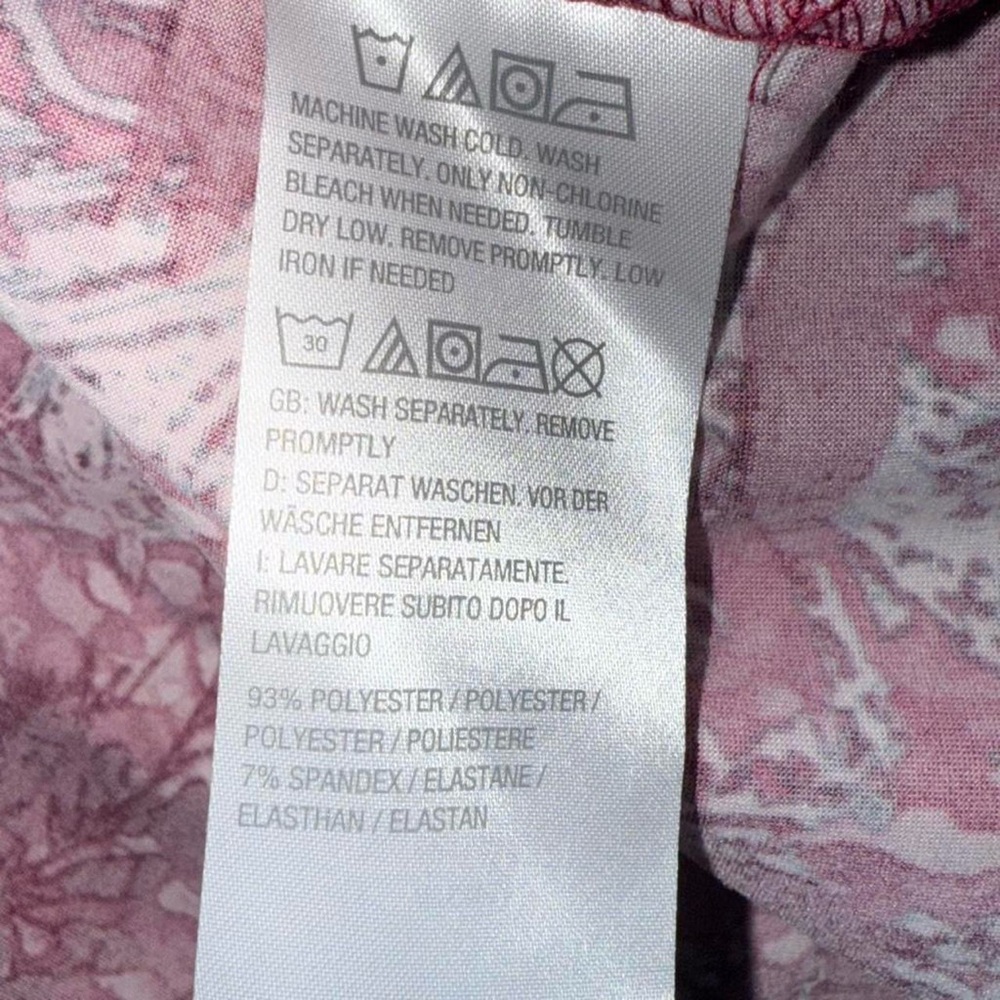 MACHINE WASH COLD. WASH
SEPARATELY. ONLY NON-CHLORINE
BLEACH WHEN NEEDED. TUMBLE
DRY LOW. REMOVE PROMPTLY. LOW
IRON IF NEEDED
30
GB: WASH SEPARATELY. REMOVE
PROMPTLY
D: SEPARAT WASCHEN. VOR DER
WÄSCHE ENTFERNEN
I: LAVARE SEPARATAMENTE.
RIMUOVERE SUBITO DOPO IL
LAVAGGIO
93% POLYESTER / POLYESTER /
POLYESTER / POLIESTERE
7% SPANDEX / ELASTANE /
ELASTHAN / ELASTAN